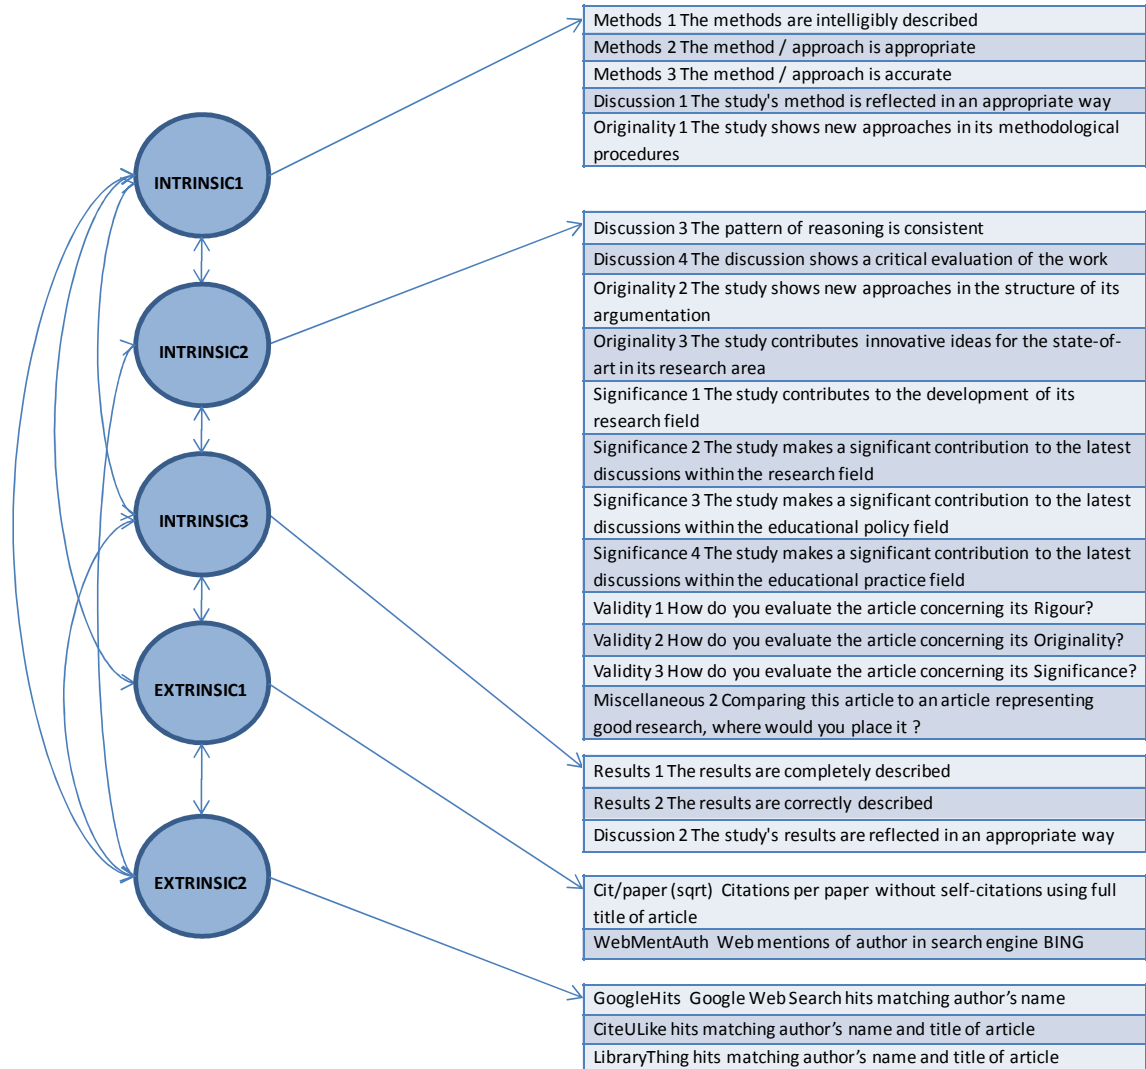 Methods 1 The methods are intelligibly described
Methods 2 The method / approach is appropriate
Methods 3 The method / approach is accurate
Discussion 1 The study's method is reflected in an appropriate way
Originality 1 The study shows new approaches in its methodological
procedures
INTRINSIC1
Discussion 3 The pattern of reasoning is consistent
Discussion 4 The discussion shows a critical evaluation of the work
Originality 2 The study shows new approaches in the structure of its
argumentation
Originality 3 The study contributes innovative ideas for the state-of-
art in its research area
Significance 1 The study contributes to the development of its
research field
Significance 2 The study makes a significant contribution to the latest
discussions within the research field
Significance 3 The study makes a significant contribution to the latest
discussions within the educational policy field
Significance 4 The study makes a significant contribution to the latest
discussions within the educational practice field
Validity 1 How do you evaluate the article concerning its Rigour?
Validity 2 How do you evaluate the article concerning its Originality?
Validity 3 How do you evaluate the article concerning its Significance?
Miscellaneous 2 Comparing this article to an article representing
good research, where would you place it ?
INTRINSIC2
INTRINSIC3
Results 1 The results are completely described
Results 2 The results are correctly described
Discussion 2 The study's results are reflected in an appropriate way
EXTRINSIC1
Cit/paper (sqrt) Citations per paper without self-citations using full
title of article
WebMentAuth Web mentions of author in search engine BING
EXTRINSIC2
GoogleHits Google Web Search hits matching author's name
CiteULike hits matching author's name and title of article
LibraryThing hits matching author's name and title of article